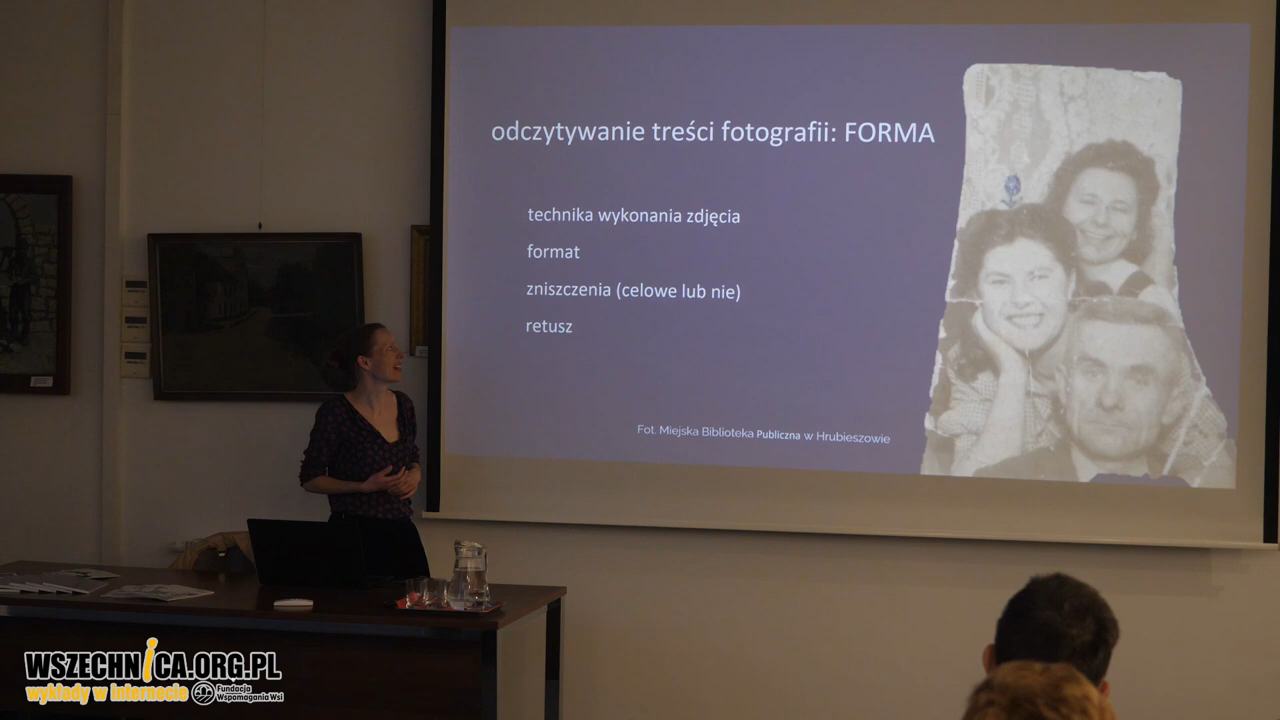 odczytywanie treści fotografii: FORMA
technika wykonania zdjęcia
format
zniszczenia (celowe lub nie)
retusz
Fot. Miejska Biblioteka Publiczna w Hrubieszowie
WSZECHNICA.ORG.PL
wykłady w internecie
Fundacja
Wspomagania Wsi